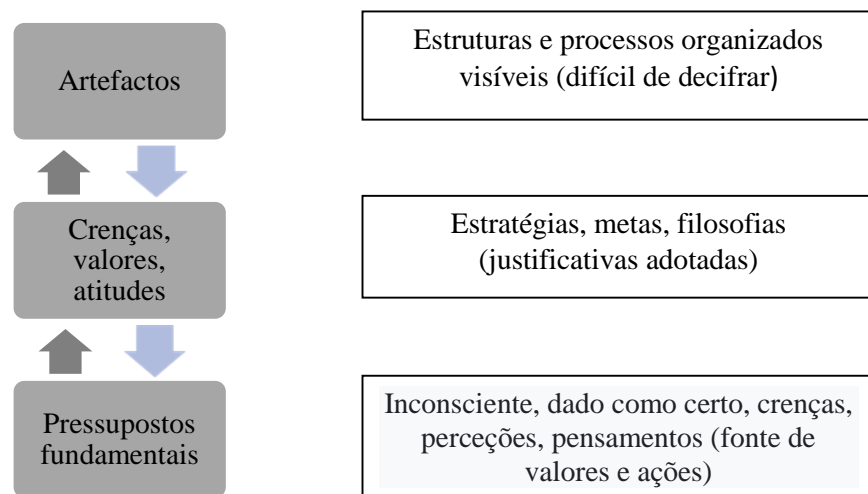 Artefactos
Estruturas e processos organizados
visíveis (difícil de decifrar)
Crenças,
valores,
atitudes
Estratégias, metas, filosofias
(justificativas adotadas)
Pressupostos
fundamentais
Inconsciente, dado como certo, crenças,
perceções, pensamentos (fonte de
valores e ações)